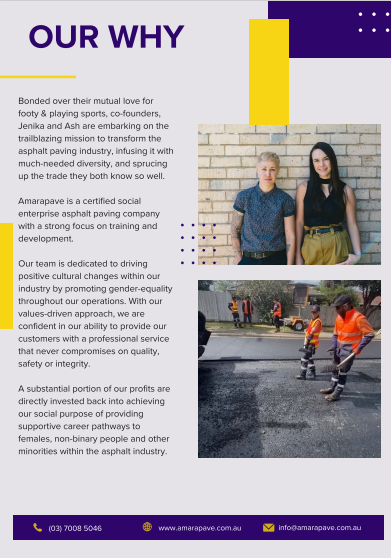 OUR WHY
Bonded over their mutual love for
footy & playing sports, co-founders,
Jenika and Ash are embarking on the
trailblazing mission to transform the
asphalt paving industry, infusing it with
much-needed diversity, and sprucing
up the trade they both know so well.
Amarapave is a certified social
enterprise asphalt paving company
with a strong focus on training and
development.
Our team is dedicated to driving
positive cultural changes within our
industry by promoting gender-equality
throughout our operations. With our
values-driven approach, we are
confident in our ability to provide our
customers with a professional service
that never compromises on quality,
safety or integrity.
A substantial portion of our profits are
directly invested back into achieving
our social purpose of providing
supportive career pathways to
females, non-binary people and other
minorities within the asphalt industry.
(03) 7008 5046
www.amarapave.com.au
info@amarapave.com.au